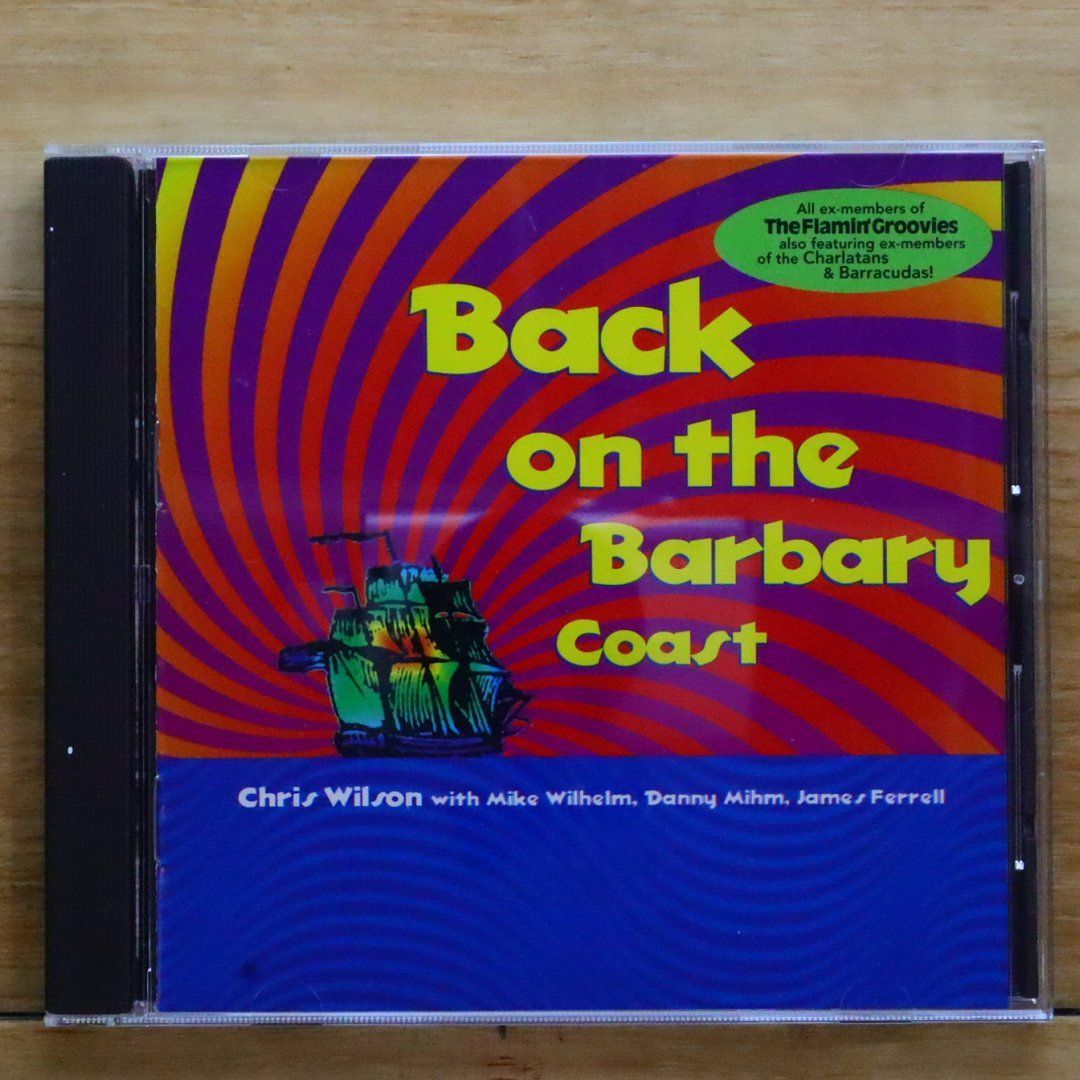 All ex-members of
The Flamin' Groovies
also featuring ex-members
of the Charlatans
& Barracudas!
Back
on the
Barbary
Coast
Chris Wilson with Mike Wilhelm, Danny Mihm, James Ferrell